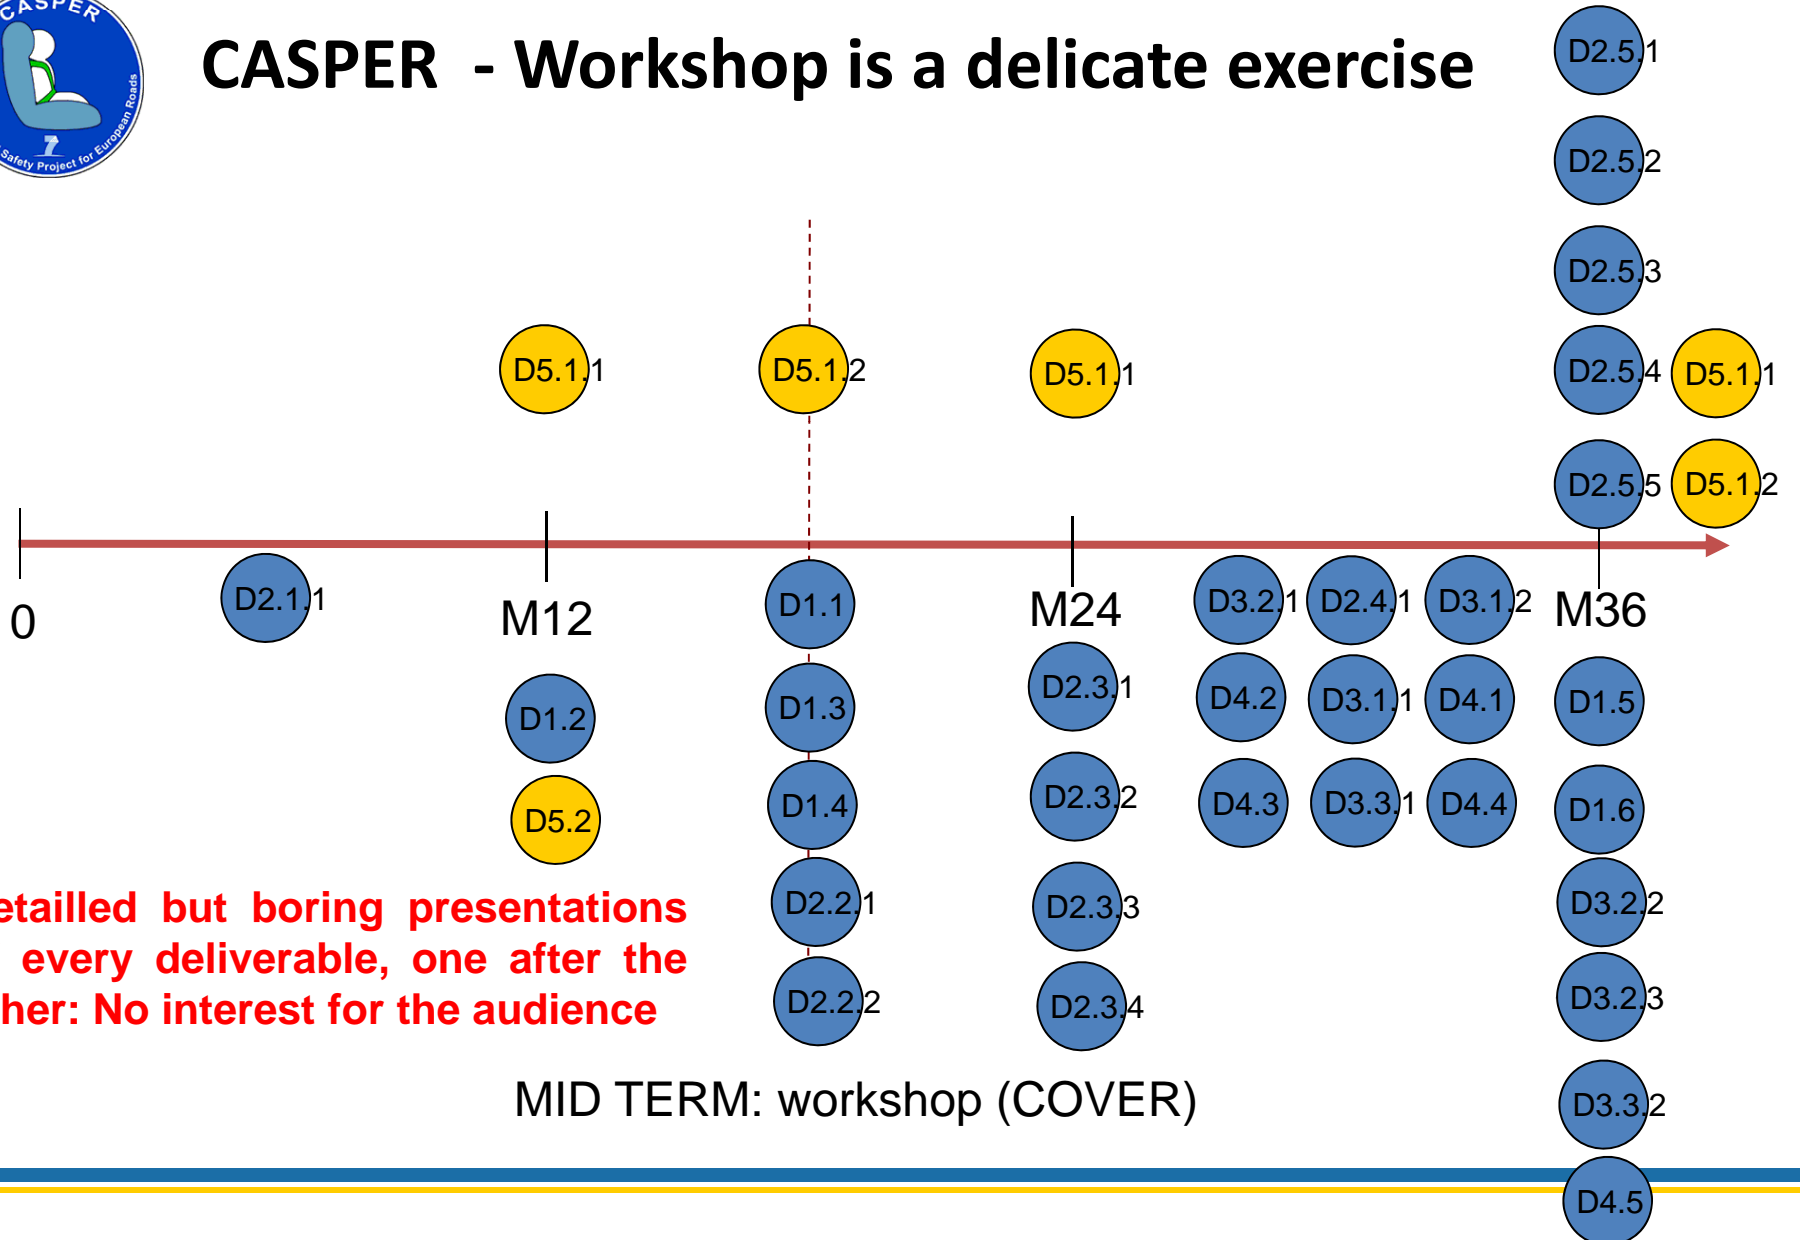 CASPER
Safety Project for European Roads
CASPER - Workshop is a delicate exercise
D2.5.1
D2.5.2
D2.5.3
D5.1.1 D5.1.2 D5.1.1 D2.5.4 D5.1.1
D2.5.5 D5.1.2
0 D2.1.1 M12 D1.1 M24 D3.2.1 D2.4.1 D3.1.2 M36
D1.2 D1.3 D2.3.1 D4.2 D3.1.1 D4.1 D1.5
D5.2 D1.4 D2.3.2 D4.3 D3.3.1 D4.4 D1.6
etailled but boring presentations
every deliverable, one after the
her: No interest for the audience
D2.2.1 D2.3.3 D3.2.2
D2.2.2 D2.3.4 D3.2.3
MID TERM: workshop (COVER)
D3.3.2
D4.5